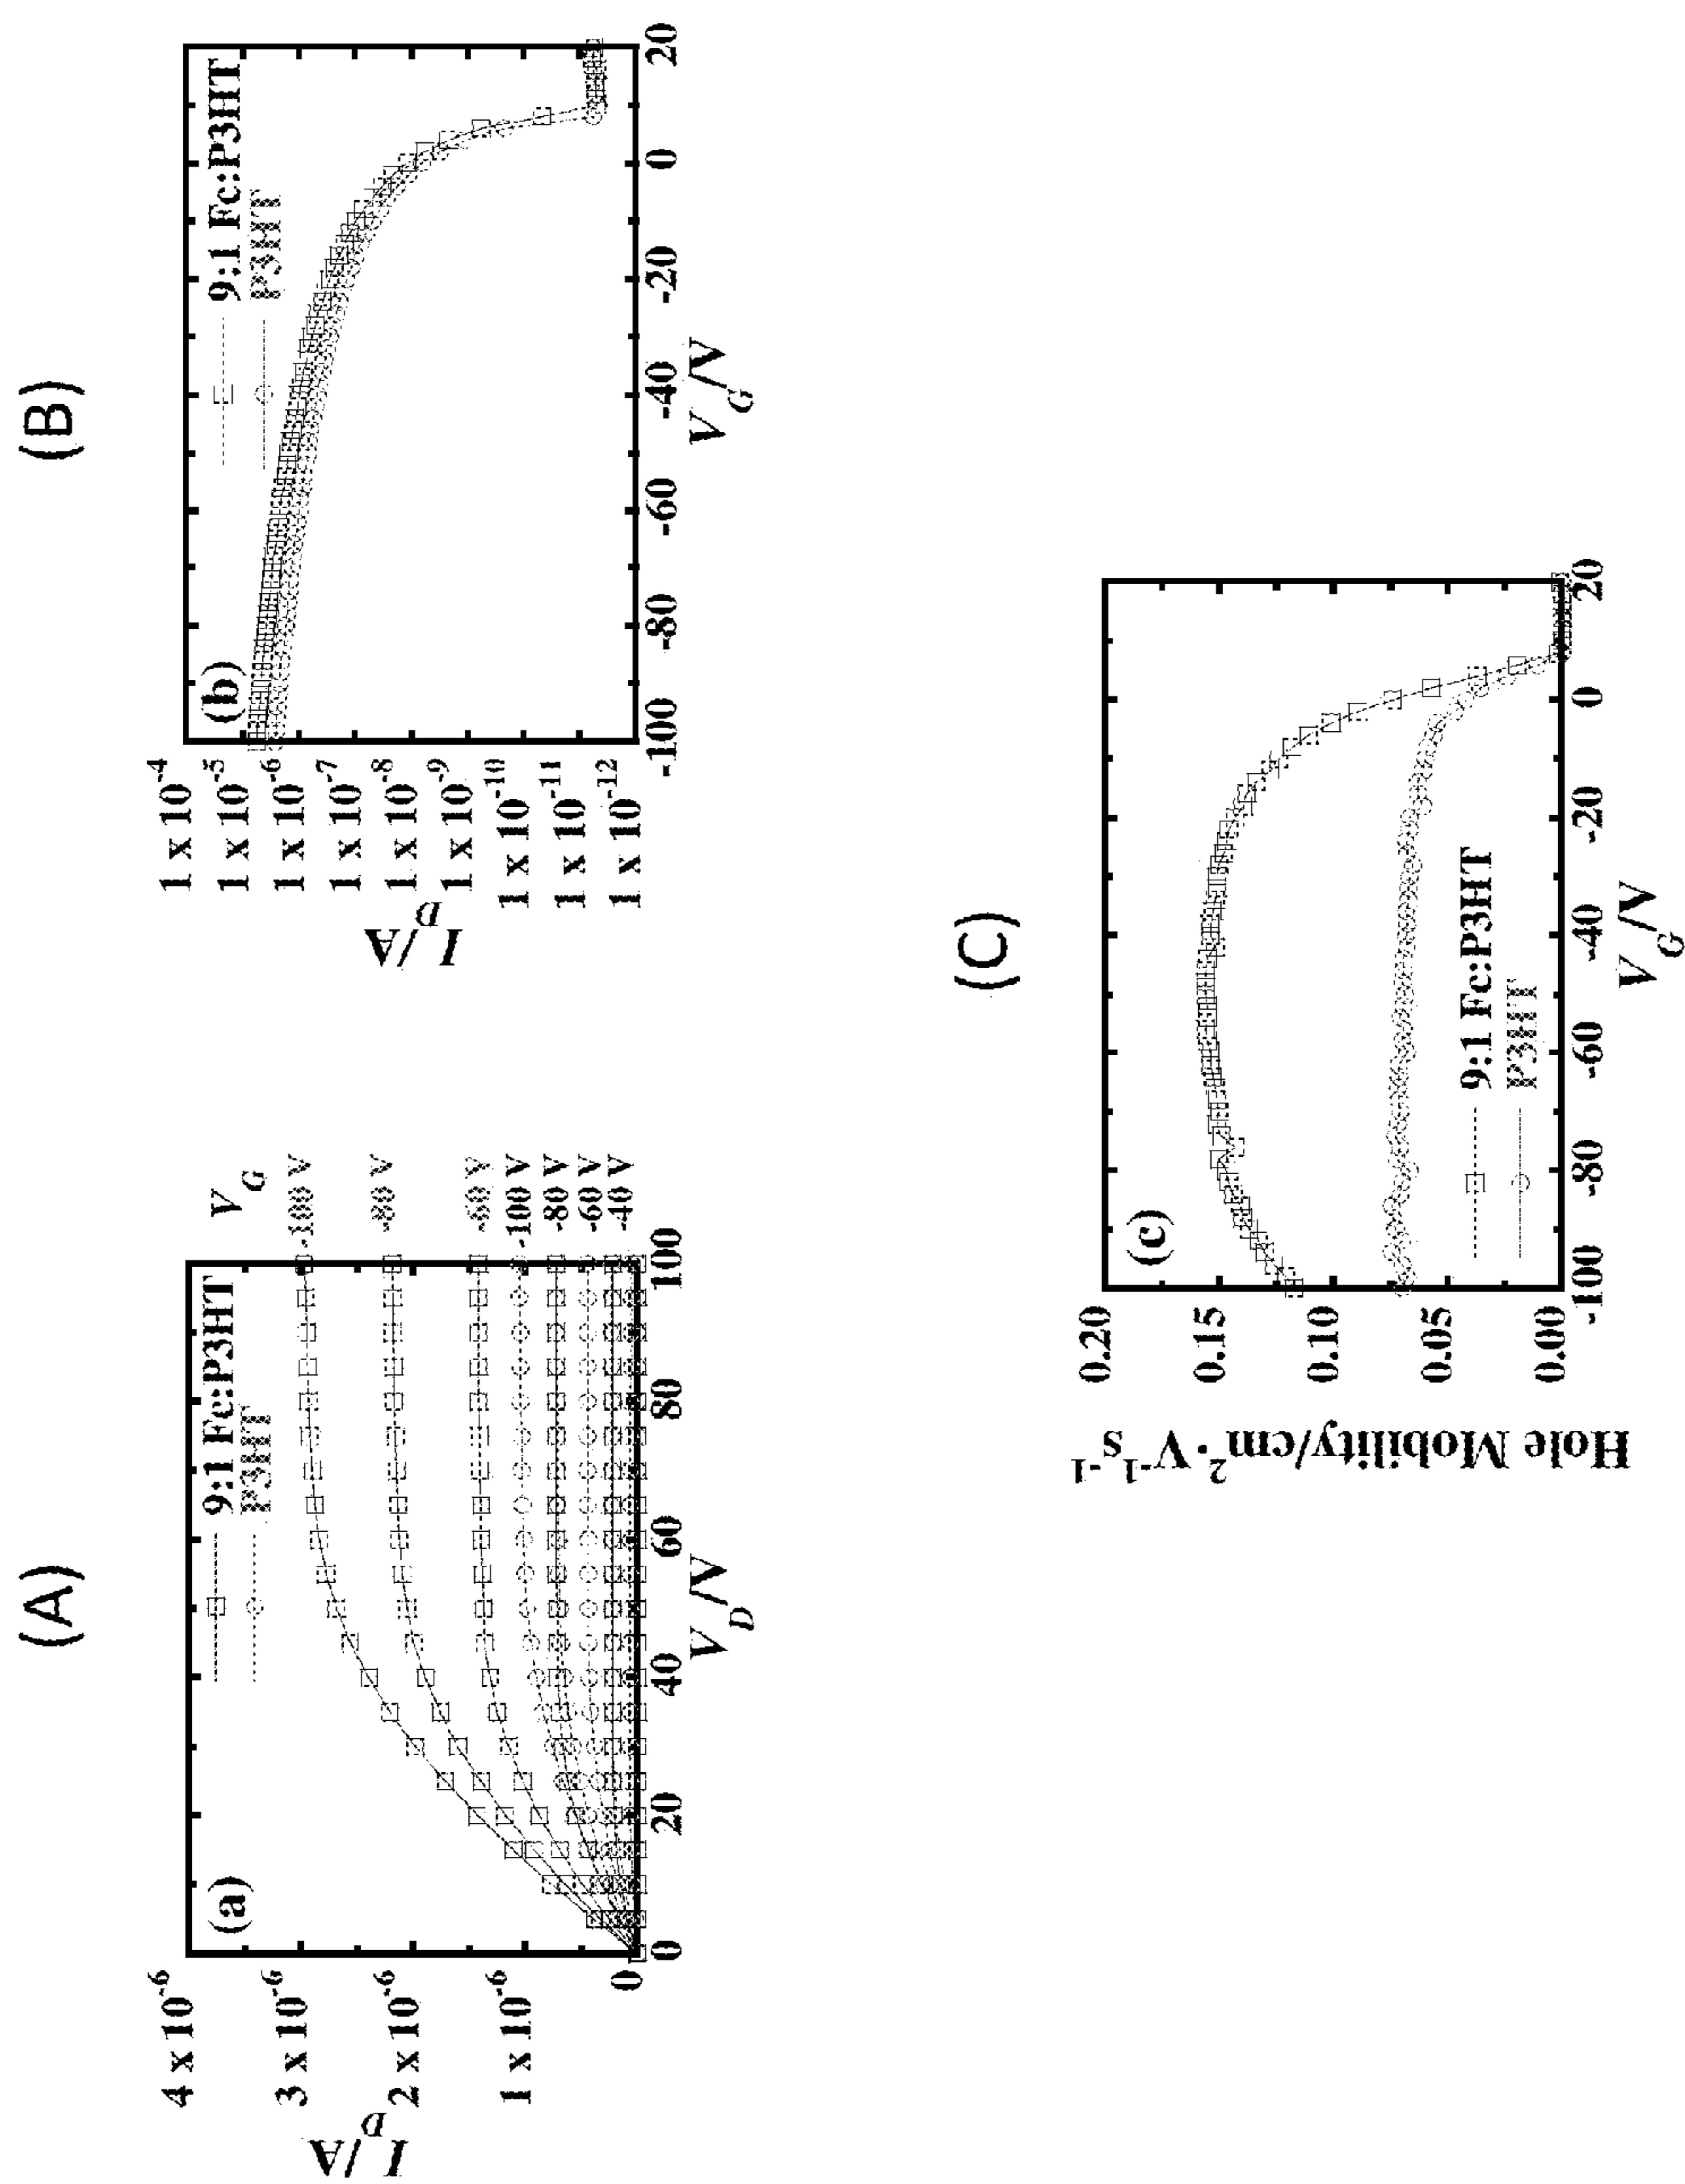 (A)
(a)
9:1 Fc:P3HT
P3HT
V_G
-100 V
-80 V
-60 V
-100 V
-80 V
-60 V
-40 V
4 x 10^-6
3 x 10^-6
2 x 10^-6
1 x 10^-6
0
I_D/A
0 20 40 60 80 100
V_D/V
(B)
(b)
9:1 Fc:P3HT
P3HT
1 x 10^-4
1 x 10^-5
1 x 10^-6
1 x 10^-7
1 x 10^-8
1 x 10^-9
1 x 10^-10
1 x 10^-11
1 x 10^-12
I_D/A
-100 -80 -60 -40 -20 0 20
V_G/V
(C)
(c)
9:1 Fc:P3HT
P3HT
0.20
0.15
0.10
0.05
0.00
Hole Mobility/cm^2·V^-1s^-1
-100 -80 -60 -40 -20 0 20
V_G/V